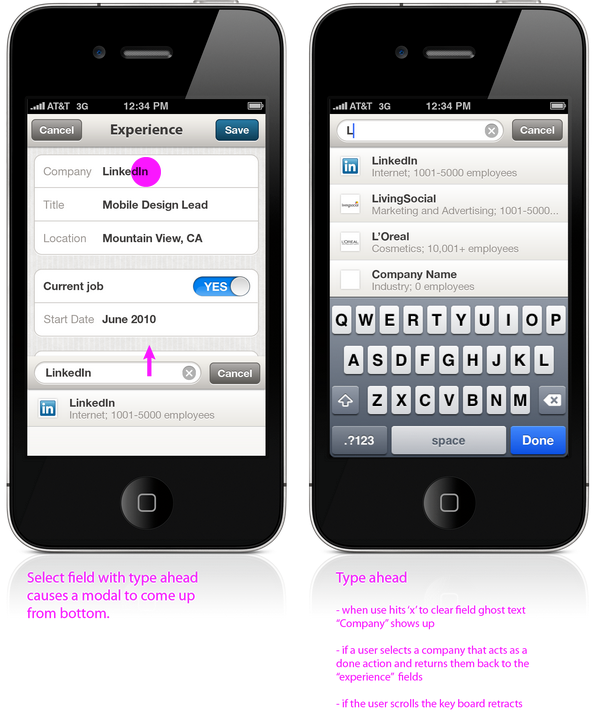 AT&T 3G 12:34 PM
Cancel Experience Save
Company LinkedIn
Title Mobile Design Lead
Location Mountain View, CA
Current job YES
Start Date June 2010
LinkedIn Cancel
in LinkedIn
Internet; 1001-5000 employees
Select field with type ahead
causes a modal to come up
from bottom.
AT&T 3G 12:34 PM
L Cancel
in LinkedIn
Internet; 1001-5000 employees
LivingSocial
Marketing and Advertising; 1001-5000...
L'OREAL L'Oreal
Cosmetics; 10,001+ employees
Company Name
Industry; 0 employees
Q W E R T Y U I O P
A S D F G H J K L
Z X C V B N M
.?123 space Done
Type ahead
- when use hits 'x' to clear field ghost text
"Company" shows up
- if a user selects a company that acts as a
done action and returns them back to the
"experience" fields
- if the user scrolls the key board retracts